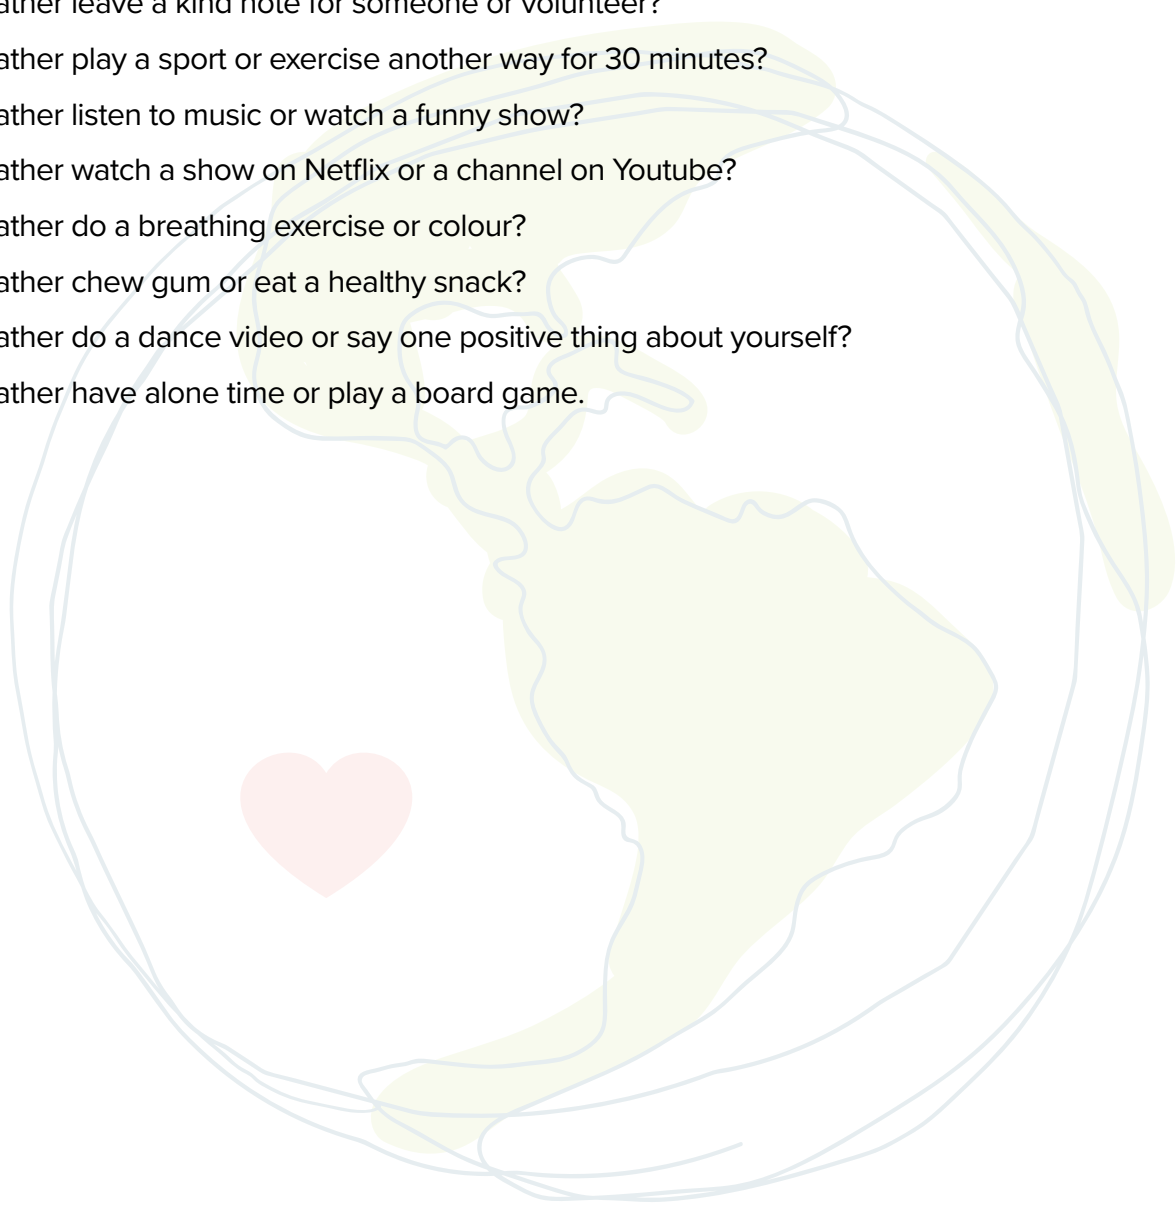 ather leave a kind note for someone or volunteer?
ather play a sport or exercise another way for 30 minutes?
ather listen to music or watch a funny show?
ather watch a show on Netflix or a channel on Youtube?
ather do a breathing exercise or colour?
ather chew gum or eat a healthy snack?
ather do a dance video or say one positive thing about yourself?
ather have alone time or play a board game.